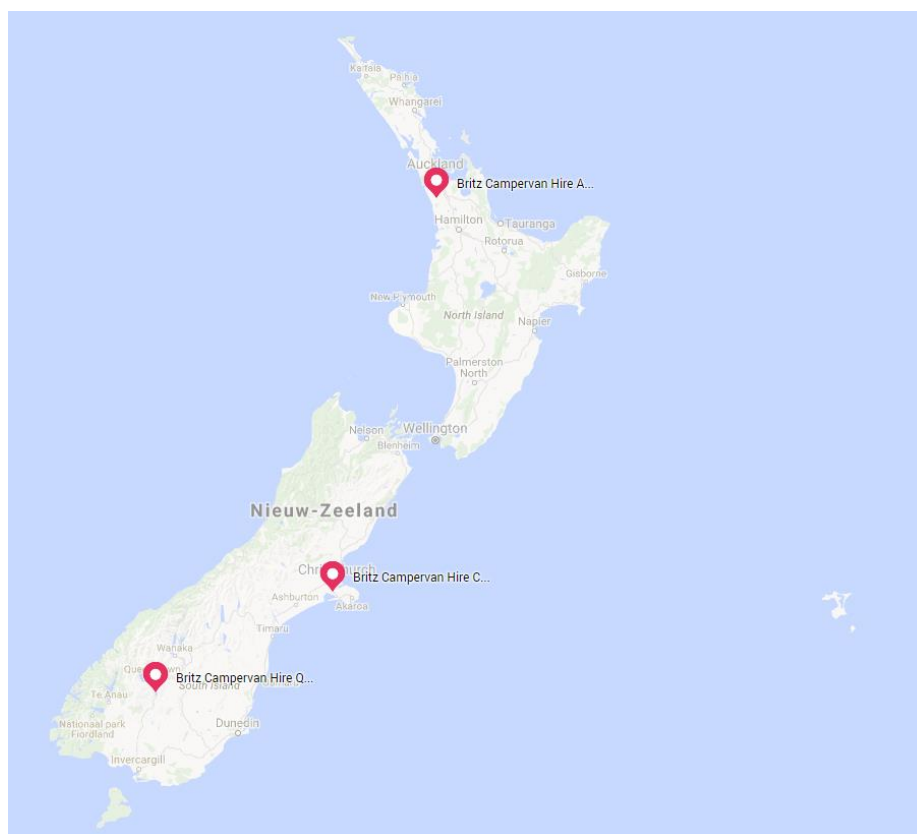 Kaitaia
Paihia
Whangarei
Auckland
Britz Campervan Hire A...
Hamilton
Tauranga
Rotorua
Gisborne
New Plymouth
North Island
Napier
Palmerston
North
Nelson
Wellington
Blenheim
Nieuw-Zeeland
Christchurch
Britz Campervan Hire C...
Ashburton
Akaroa
Timaru
Wanaka
Queenstown
Britz Campervan Hire Q...
South Island
Te Anau
Nationaal park
Fiordland
Dunedin
Invercargill